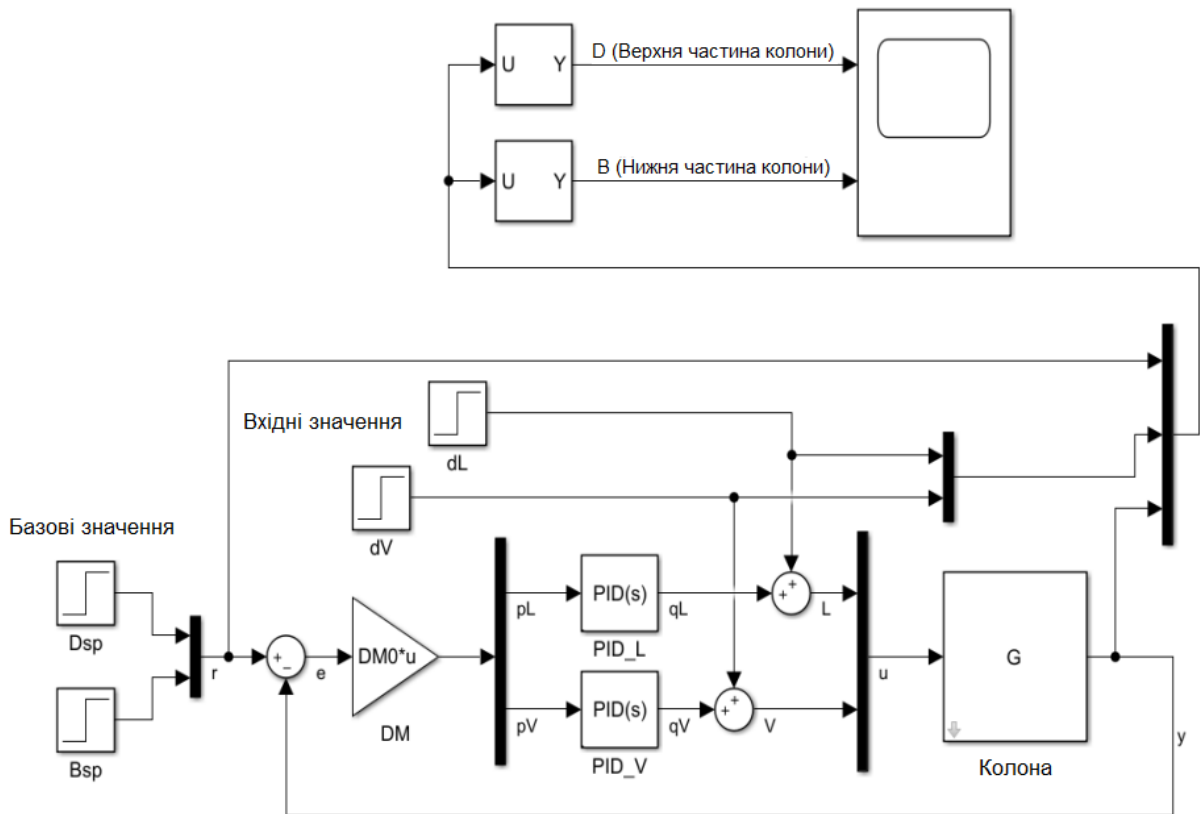 U Y
D (Верхня частина колони)
U Y
B (Нижня частина колони)
Вхідні значення
dL
dV
Базові значення
Dsp
Bsp
r
+
−
e
DM0*u
DM
pL
PID(s)
qL
PID_L
+
+
L
pV
PID(s)
qV
PID_V
+
+
V
u
G
Колона
y